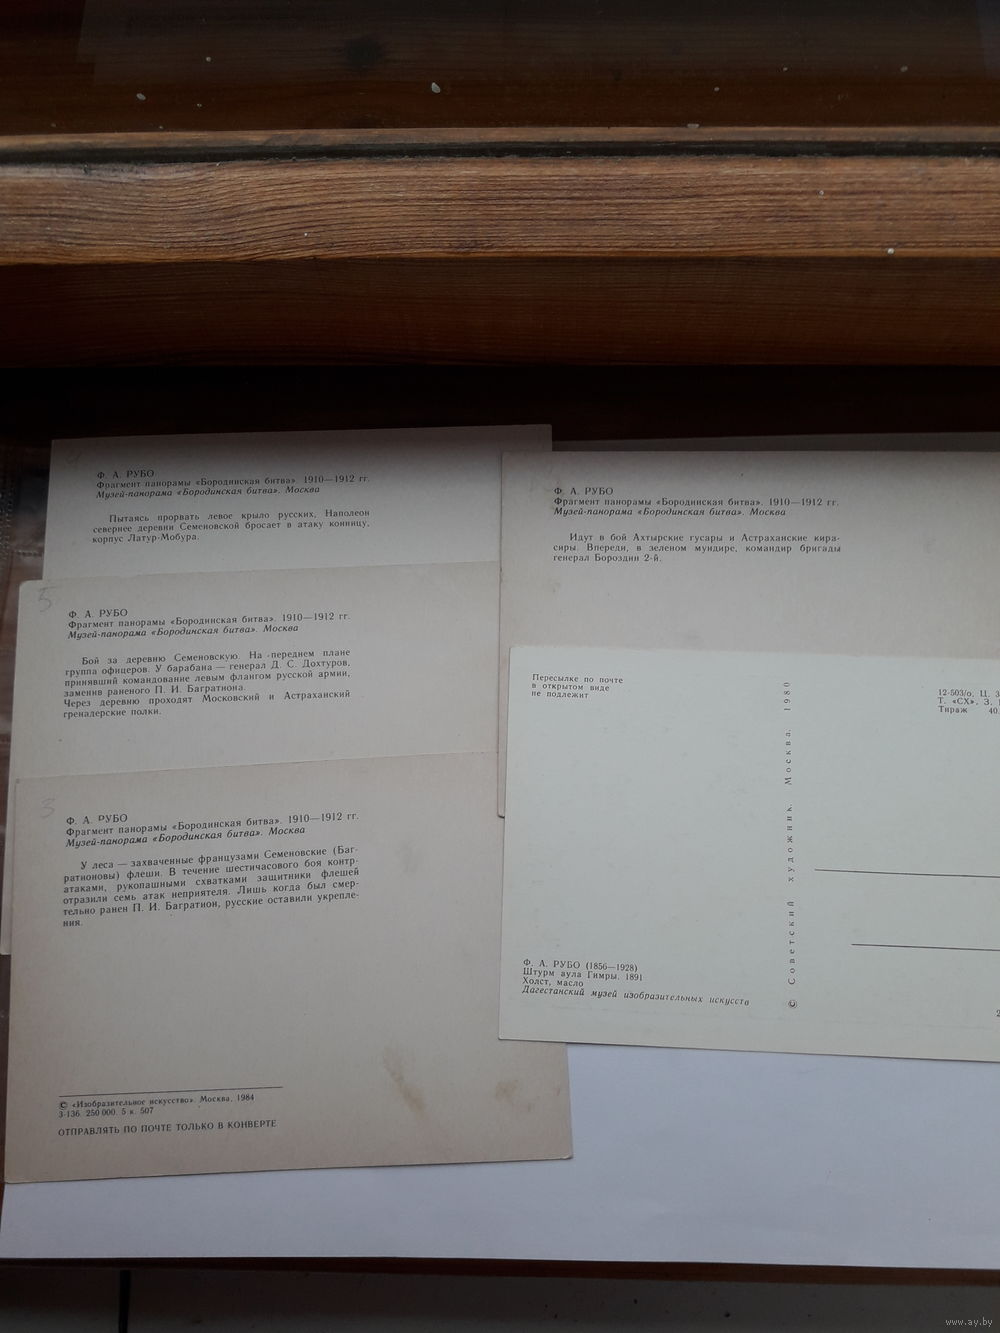 Ф. А. РУБО
Фрагмент панорамы «Бородинская битва». 1910—1912 гг.
Музей-панорама «Бородинская битва». Москва
Пытаясь прорвать левое крыло русских, Наполеон
севернее деревни Семеновской бросает в атаку конницу,
корпус Латур-Мобура.
5
Ф. А. РУБО
Фрагмент панорамы «Бородинская битва». 1910—1912 гг.
Музей-панорама «Бородинская битва». Москва
Бой за деревню Семеновскую. На переднем плане
группа офицеров. У барабана — генерал Д. С. Дохтуров,
принявший командование левым флангом русской армии,
заменив раненого П. И. Багратиона.
Через деревню проходят Московский и Астраханский
гренадерские полки.
3
Ф. А. РУБО
Фрагмент панорамы «Бородинская битва». 1910—1912 гг.
Музей-панорама «Бородинская битва». Москва
У леса — захваченные французами Семеновские (Баг-
ратионовы) флеши. В течение шестичасового боя контр-
атаками, рукопашными схватками защитники флешей
отразили семь атак неприятеля. Лишь когда был смер-
тельно ранен П. И. Багратион, русские оставили укрепле-
ния.
© «Изобразительное искусство». Москва. 1984
3-136. 250 000. 5 к. 507
ОТПРАВЛЯТЬ ПО ПОЧТЕ ТОЛЬКО В КОНВЕРТЕ
Ф. А. РУБО
Фрагмент панорамы «Бородинская битва». 1910—1912 гг.
Музей-панорама «Бородинская битва». Москва
Идут в бой Ахтырские гусары и Астраханские кира-
сиры. Впереди, в зеленом мундире, командир бригады
генерал Бороздин 2-й.
Пересылке по почте
в открытом виде
не подлежит
12-503/о, Ц. 3
Т. «СХ», З. 1
Тираж 40.
© Советский художник. Москва. 1980
Ф. А. РУБО (1856—1928)
Штурм аула Гимры. 1891
Холст, масло
Дагестанский музей изобразительных искусств
2
www.ay.by